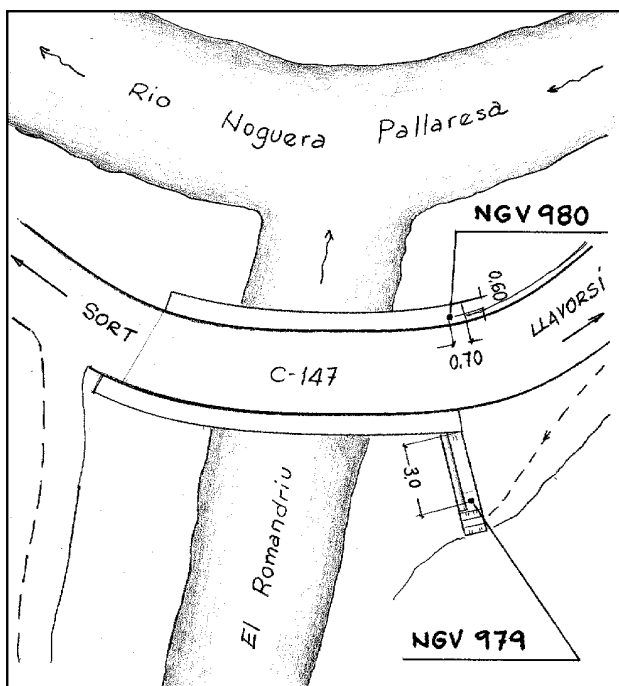 Rio Noguera Pallaresa
NGV 980
0.60
SORT
LLAVORSÍ
0.70
C-147
3,0
El Romandriu
NGV 979